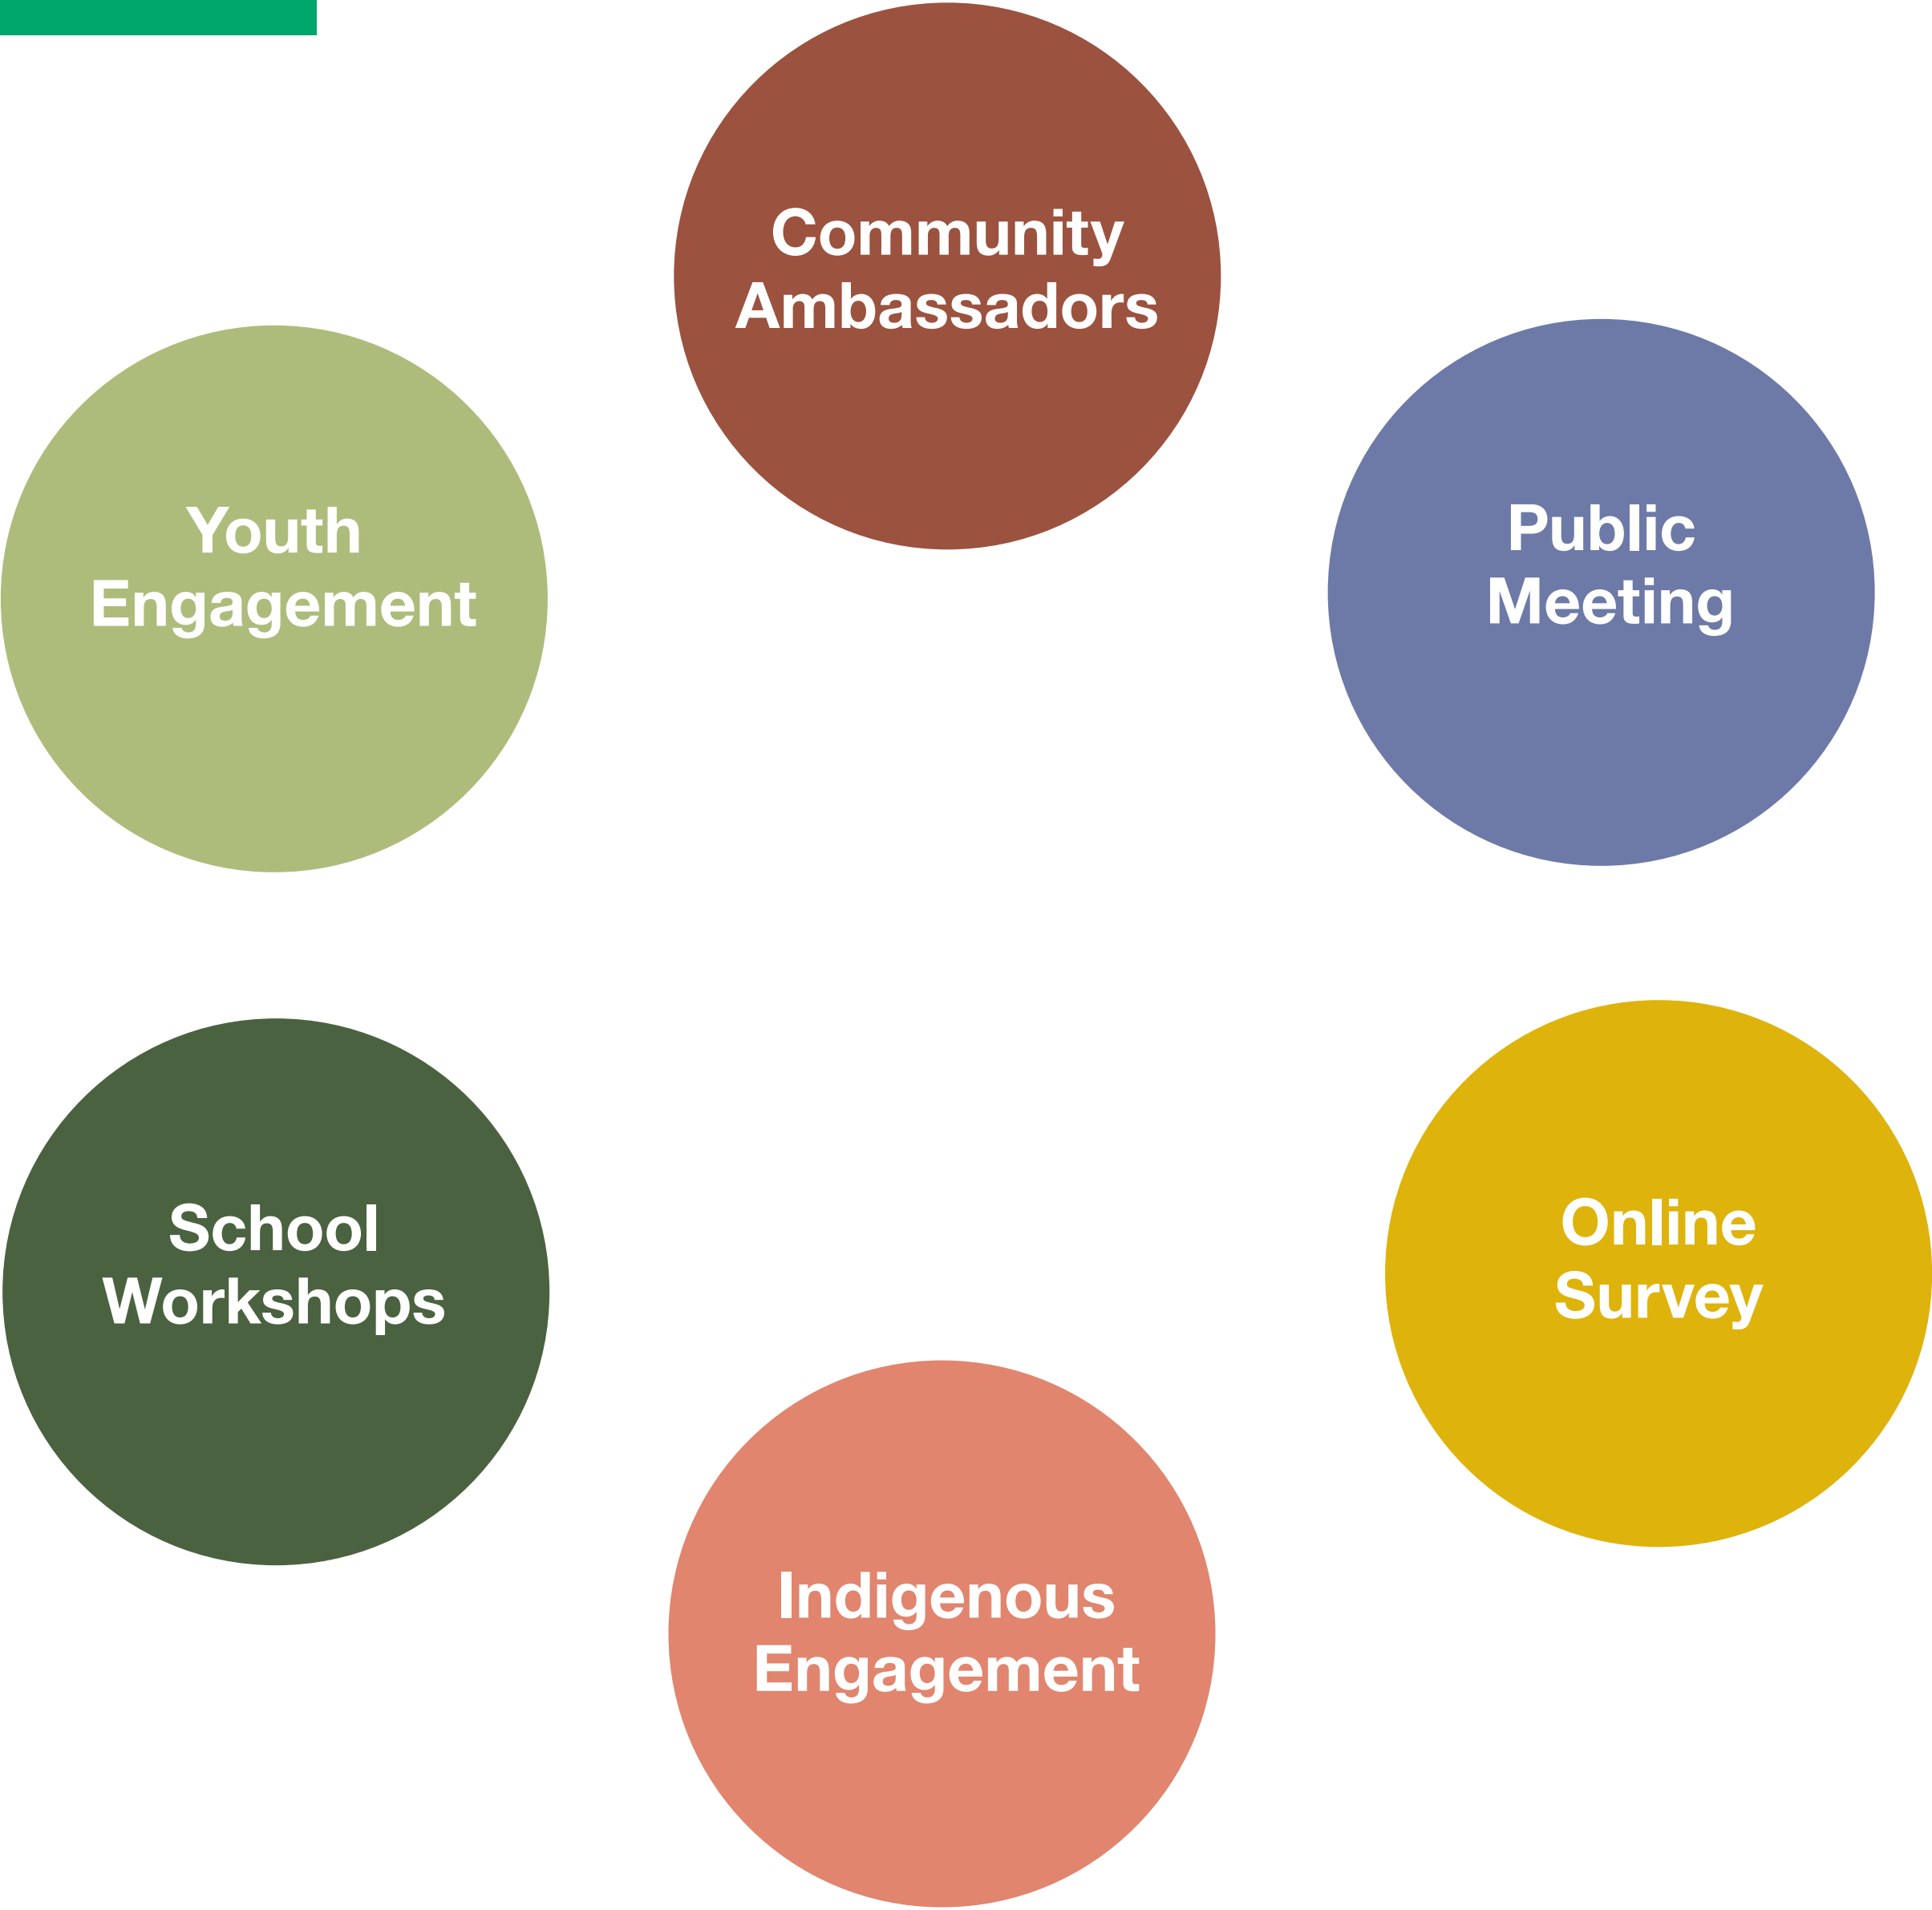 Community
Ambassadors
Youth
Engagement
Public
Meeting
School
Workshops
Online
Survey
Indigenous
Engagement